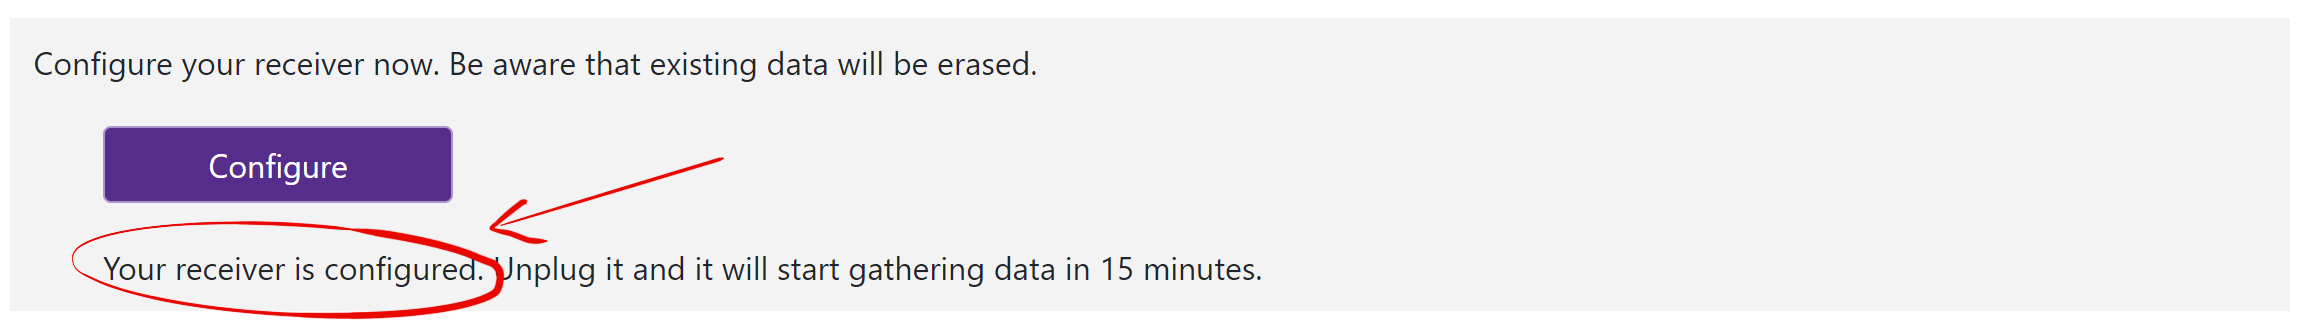 Configure your receiver now. Be aware that existing data will be erased.
Configure
Your receiver is configured. Unplug it and it will start gathering data in 15 minutes.